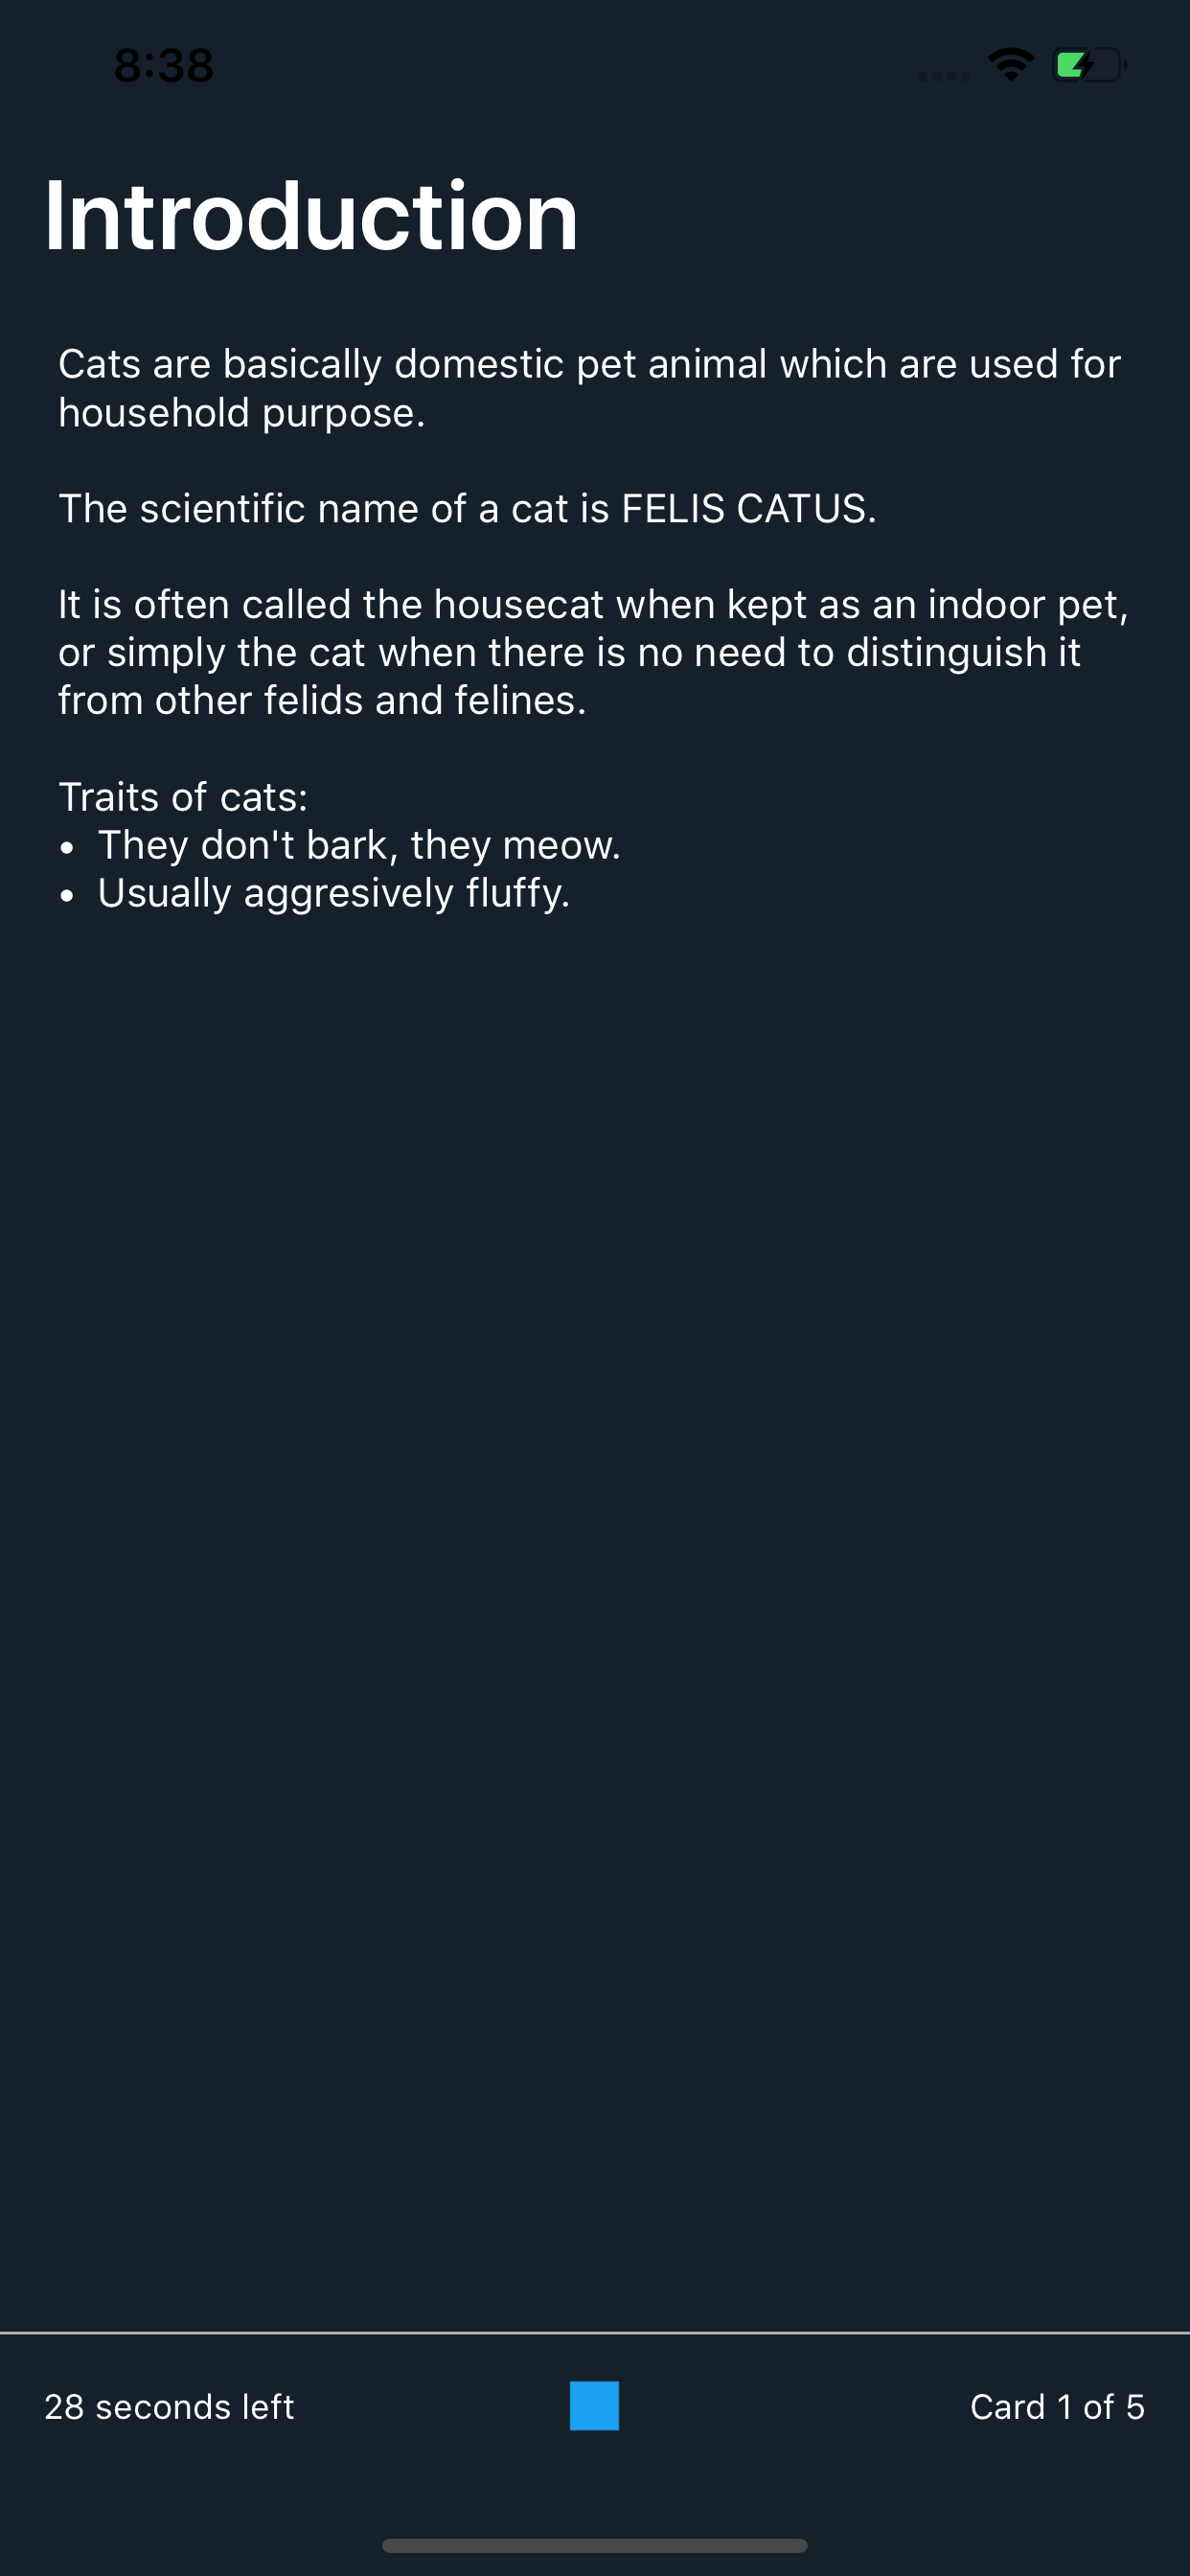 8:38
Introduction
Cats are basically domestic pet animal which are used for
household purpose.
The scientific name of a cat is FELIS CATUS.
It is often called the housecat when kept as an indoor pet,
or simply the cat when there is no need to distinguish it
from other felids and felines.
Traits of cats:
• They don't bark, they meow.
• Usually aggresively fluffy.
28 seconds left
Card 1 of 5